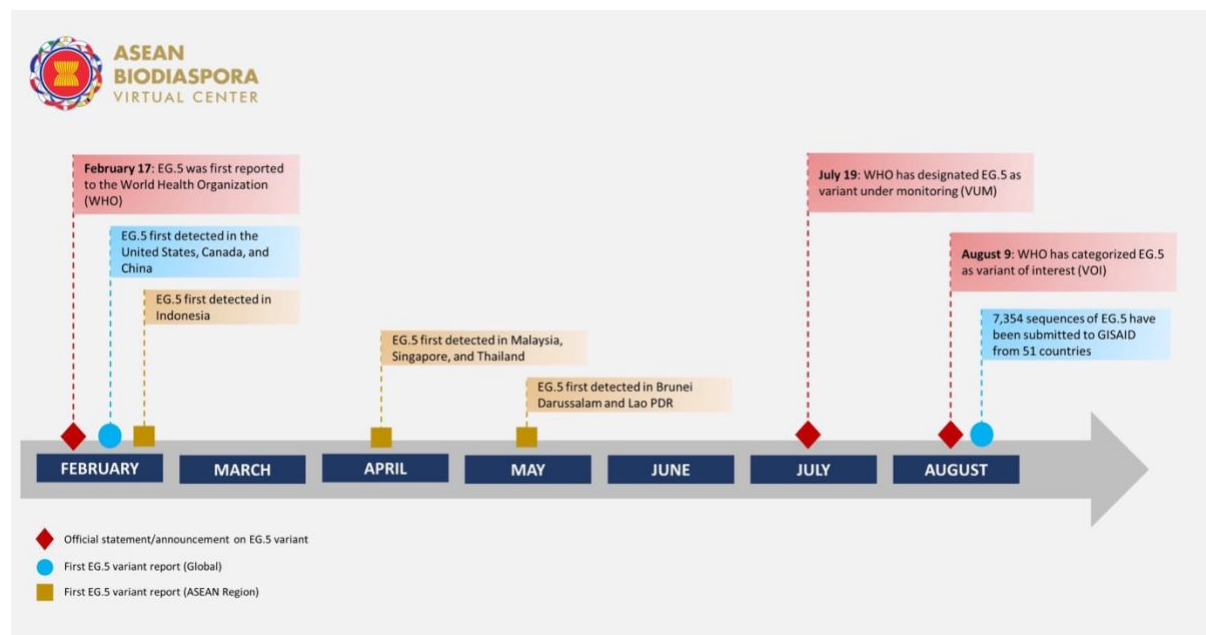 ASEAN
BIODIASPORA
VIRTUAL CENTER
February 17: EG.5 was first reported
to the World Health Organization
(WHO)
EG.5 first detected in the
United States, Canada, and
China
EG.5 first detected in
Indonesia
EG.5 first detected in Malaysia,
Singapore, and Thailand
EG.5 first detected in Brunei
Darussalam and Lao PDR
July 19: WHO has designated EG.5 as
variant under monitoring (VUM)
August 9: WHO has categorized EG.5
as variant of interest (VOI)
7,354 sequences of EG.5 have
been submitted to GISAID
from 51 countries
FEBRUARY
MARCH
APRIL
MAY
JUNE
JULY
AUGUST
Official statement/announcement on EG.5 variant
First EG.5 variant report (Global)
First EG.5 variant report (ASEAN Region)